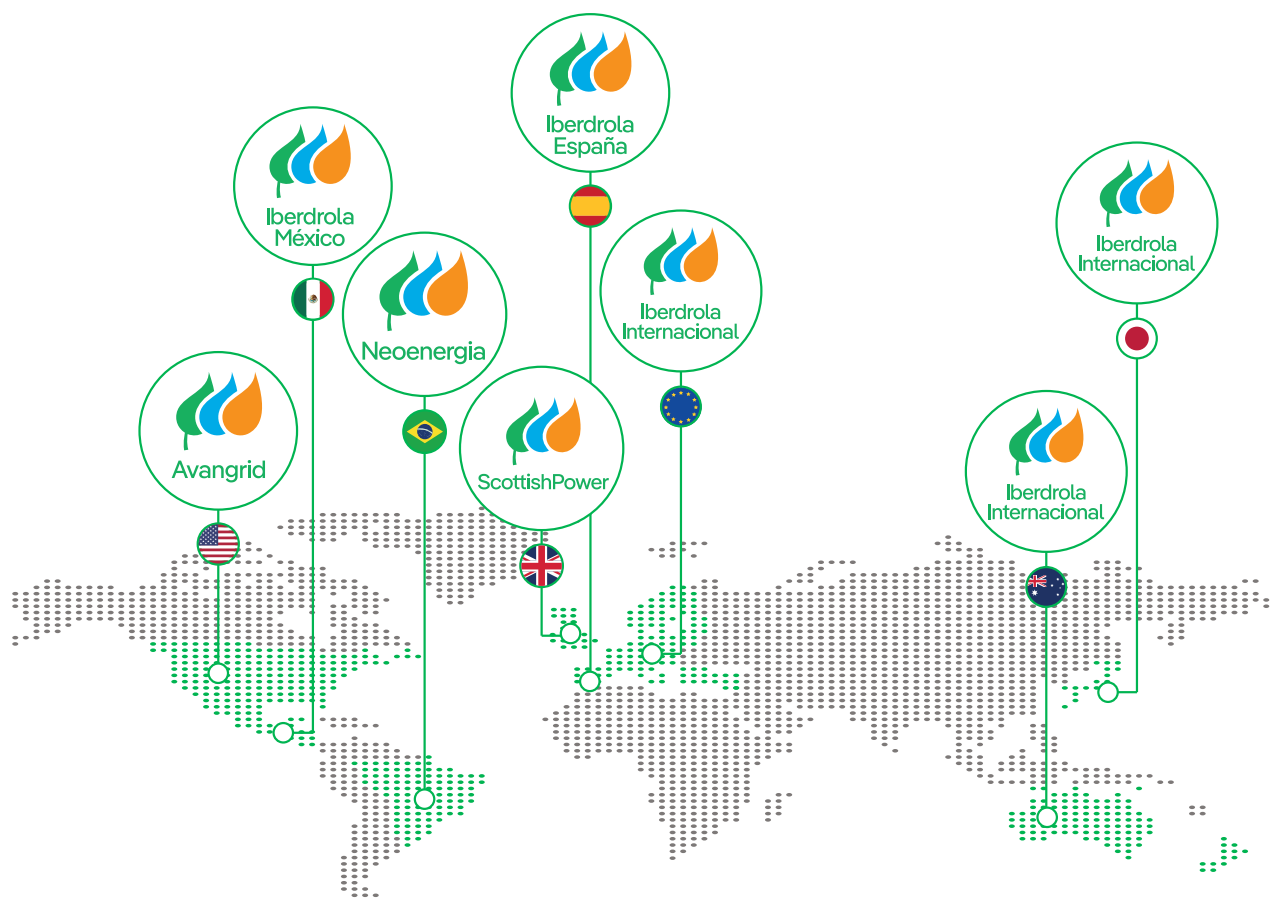 Iberdrola
España
Iberdrola
México
Iberdrola
Internacional
Neoenergia
Iberdrola
Internacional
Avangrid
ScottishPower
Iberdrola
Internacional